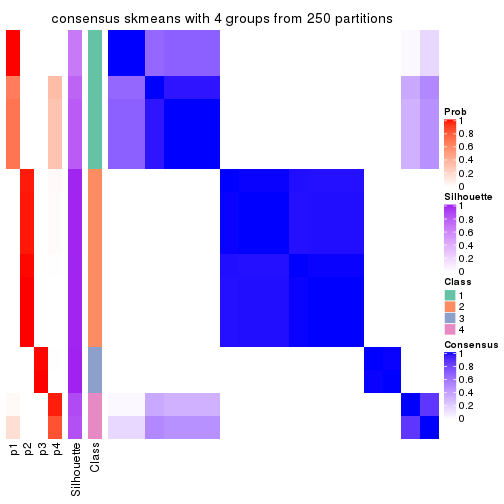 consensus skmeans with 4 groups from 250 partitions
Prob
1
0.8
0.6
0.4
0.2
0
Silhouette
1
0.8
0.6
0.4
0.2
0
Class
1
2
3
4
Consensus
1
0.8
0.6
0.4
0.2
0
p1
p2
p3
p4
Silhouette
Class